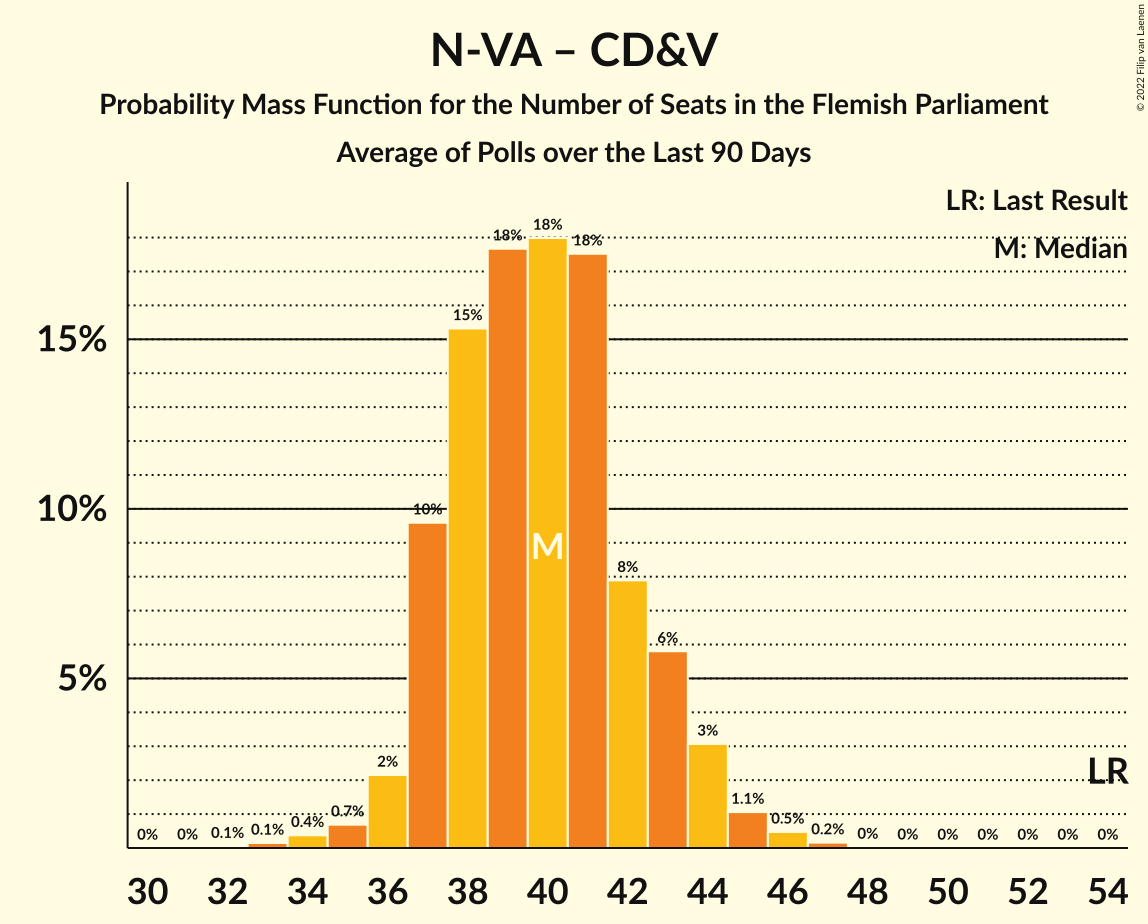 N-VA – CD&V
Probability Mass Function for the Number of Seats in the Flemish Parliament
Average of Polls over the Last 90 Days
© 2022 Filip van Laenen
LR: Last Result
M: Median
15%
10%
5%
0% 0% 0.1% 0.1% 0.4% 0.7% 2% 10% 15% 18% 18% 18% 8% 6% 3% 1.1% 0.5% 0.2% 0% 0% 0% 0% 0% 0% 0%
M
LR
30 32 34 36 38 40 42 44 46 48 50 52 54